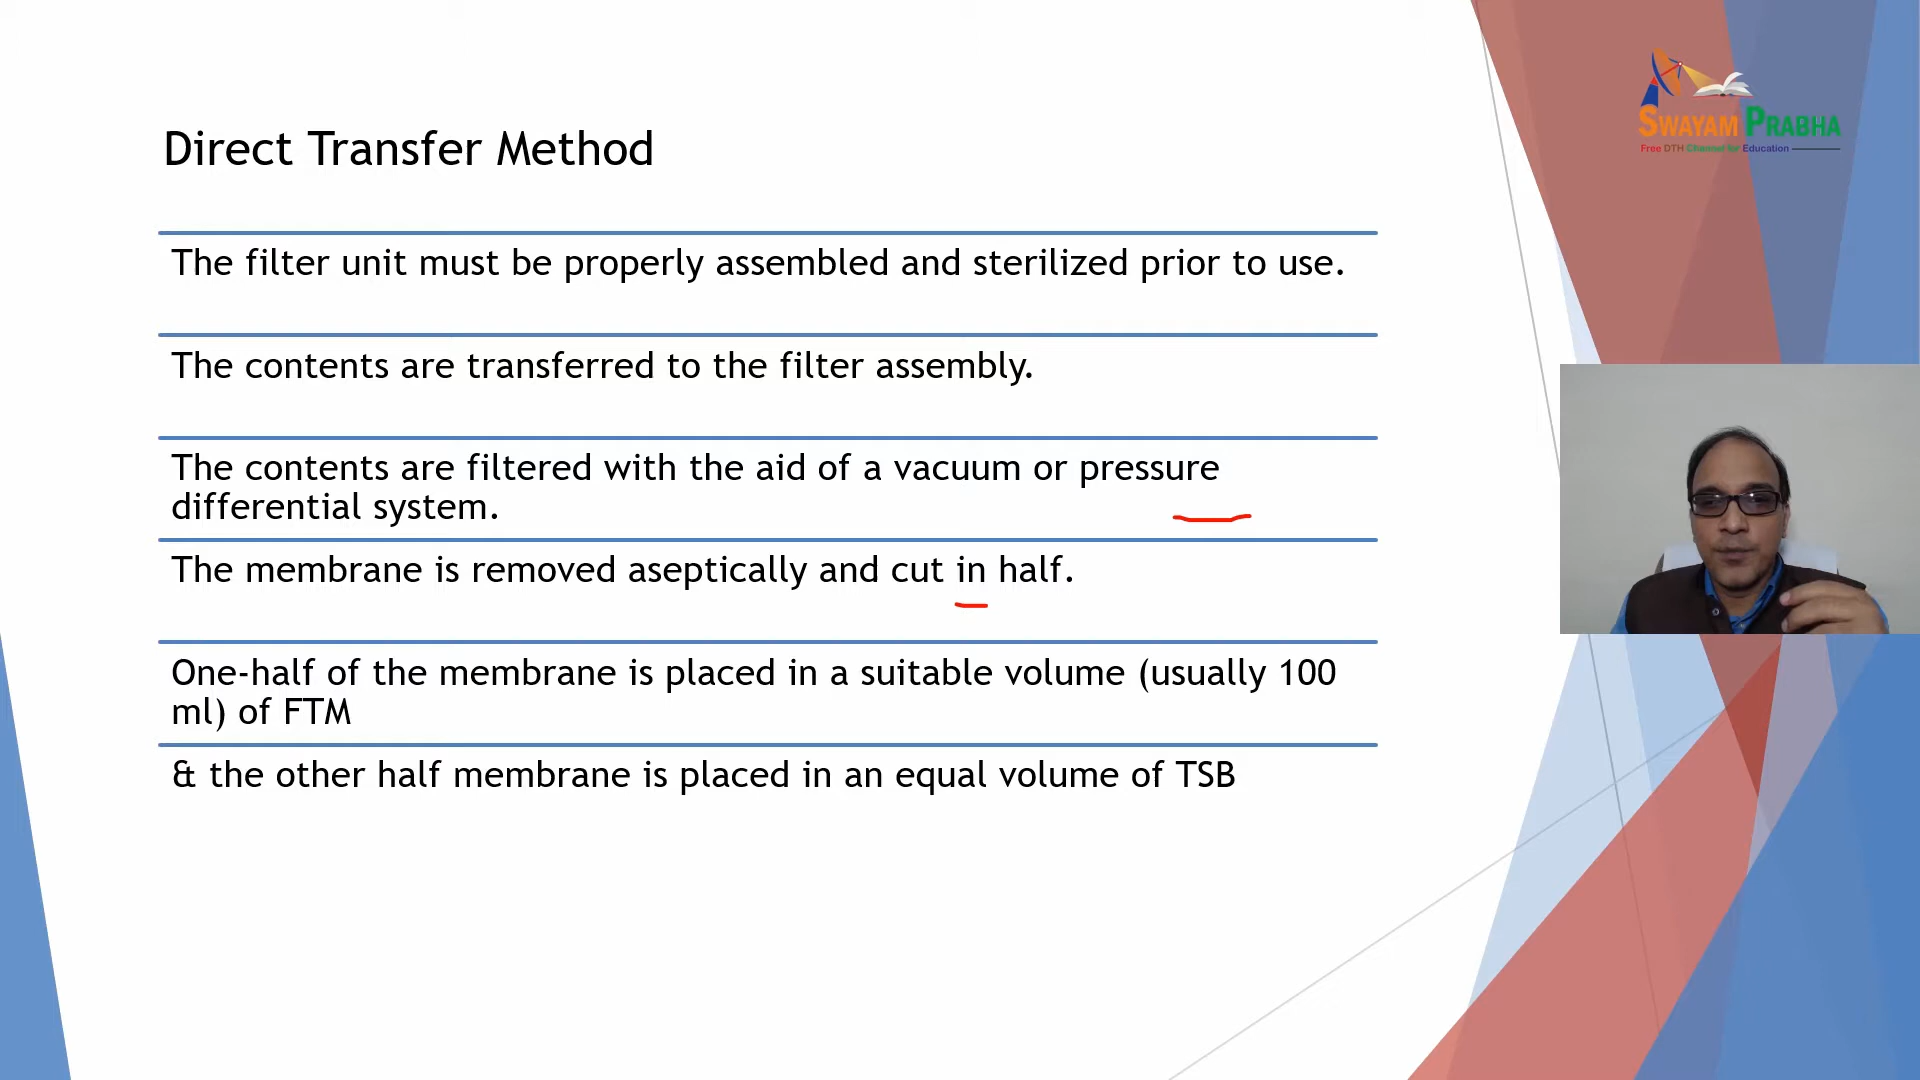 SWAYAM PRABHA
Free DTH Channel for Education
Direct Transfer Method
The filter unit must be properly assembled and sterilized prior to use.
The contents are transferred to the filter assembly.
The contents are filtered with the aid of a vacuum or pressure
differential system.
The membrane is removed aseptically and cut in half.
One-half of the membrane is placed in a suitable volume (usually 100
ml) of FTM
& the other half membrane is placed in an equal volume of TSB